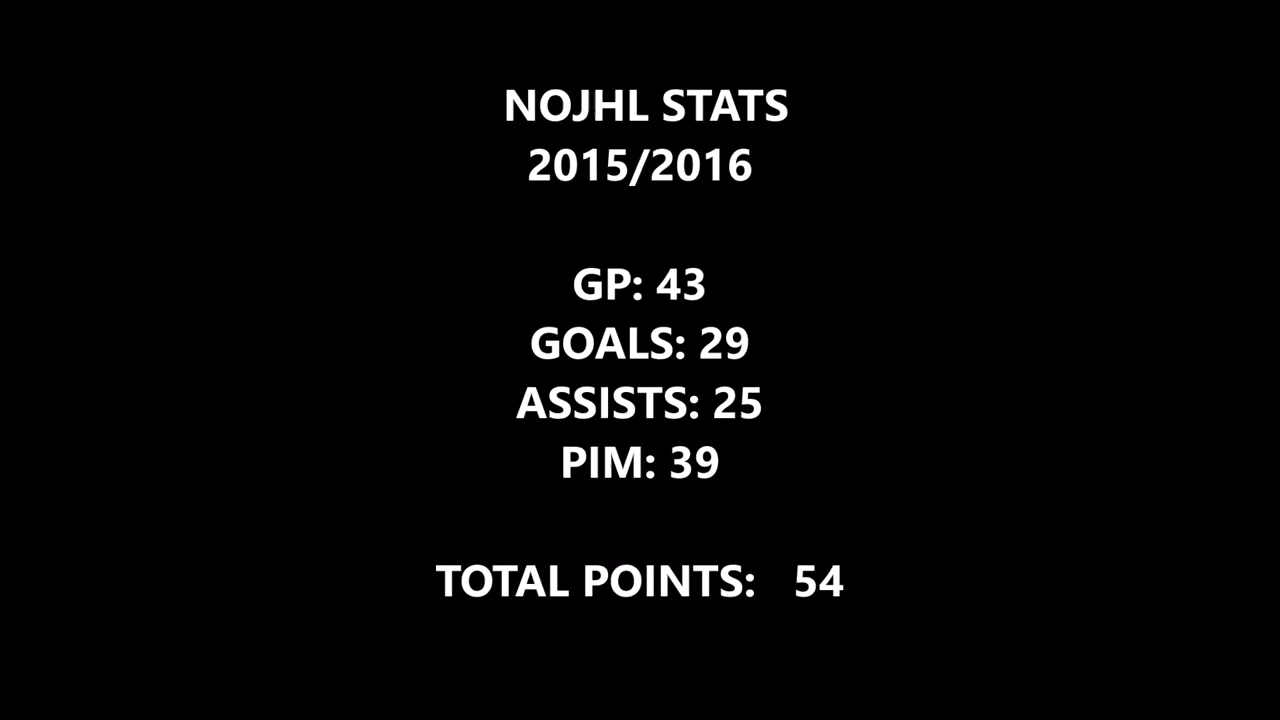 NOJHL STATS
2015/2016
GP: 43
GOALS: 29
ASSISTS: 25
PIM: 39
TOTAL POINTS: 54